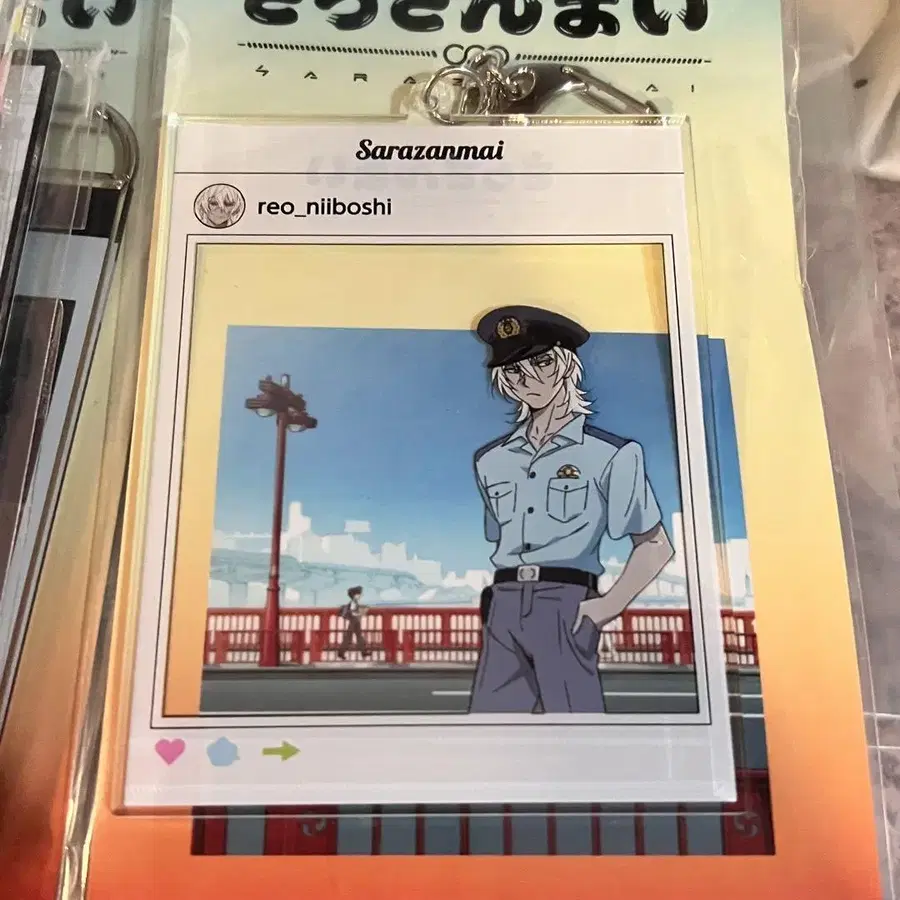 さらざんまい
SARAZANMAI
Sarazanmai
reo_niiboshi